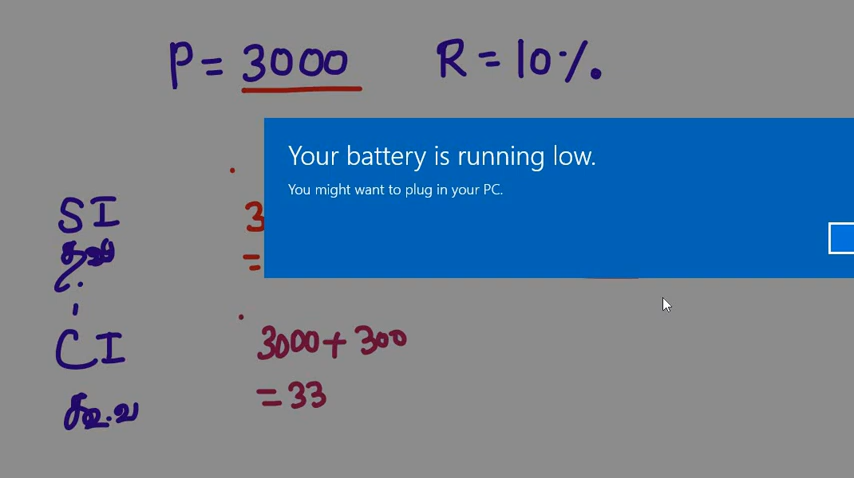 P = 3000 R = 10%.
Your battery is running low.
You might want to plug in your PC.
SI 3
=
CI 3000 + 300
= 33
கூ.வ